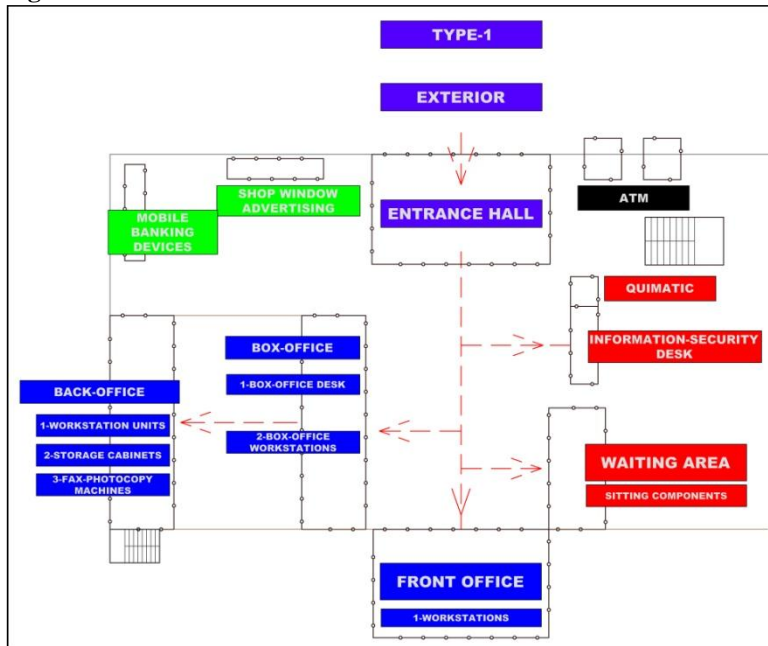 TYPE-1
EXTERIOR
SHOP WINDOW
ADVERTISING
MOBILE
BANKING
DEVICES
ENTRANCE HALL
ATM
QUIMATIC
INFORMATION-SECURITY
DESK
BOX-OFFICE
1-BOX-OFFICE DESK
2-BOX-OFFICE
WORKSTATIONS
BACK-OFFICE
1-WORKSTATION UNITS
2-STORAGE CABINETS
3-FAX-PHOTOCOPY
MACHINES
WAITING AREA
SITTING COMPONENTS
FRONT OFFICE
1-WORKSTATIONS